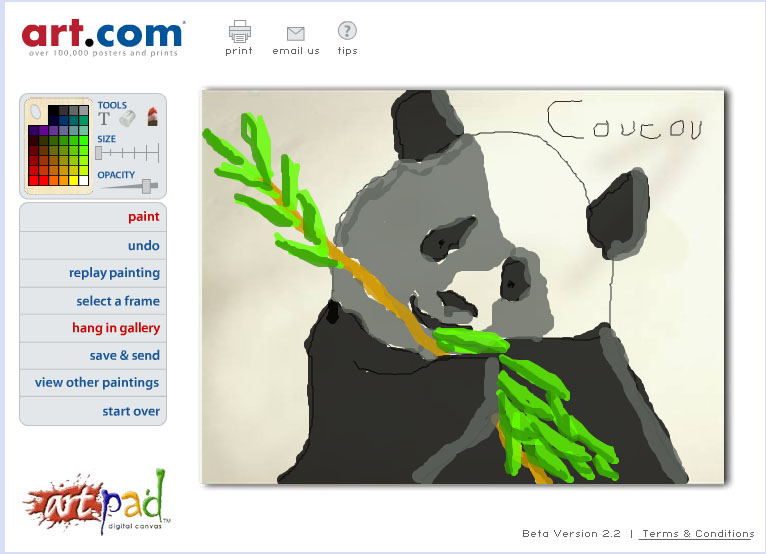 art.com
over 100,000 posters and prints
print
email us
tips
TOOLS
T
SIZE
OPACITY
paint
undo
replay painting
select a frame
hang in gallery
save & send
view other paintings
start over
Coucou
artpad™
digital canvas
Beta Version 2.2 | Terms & Conditions